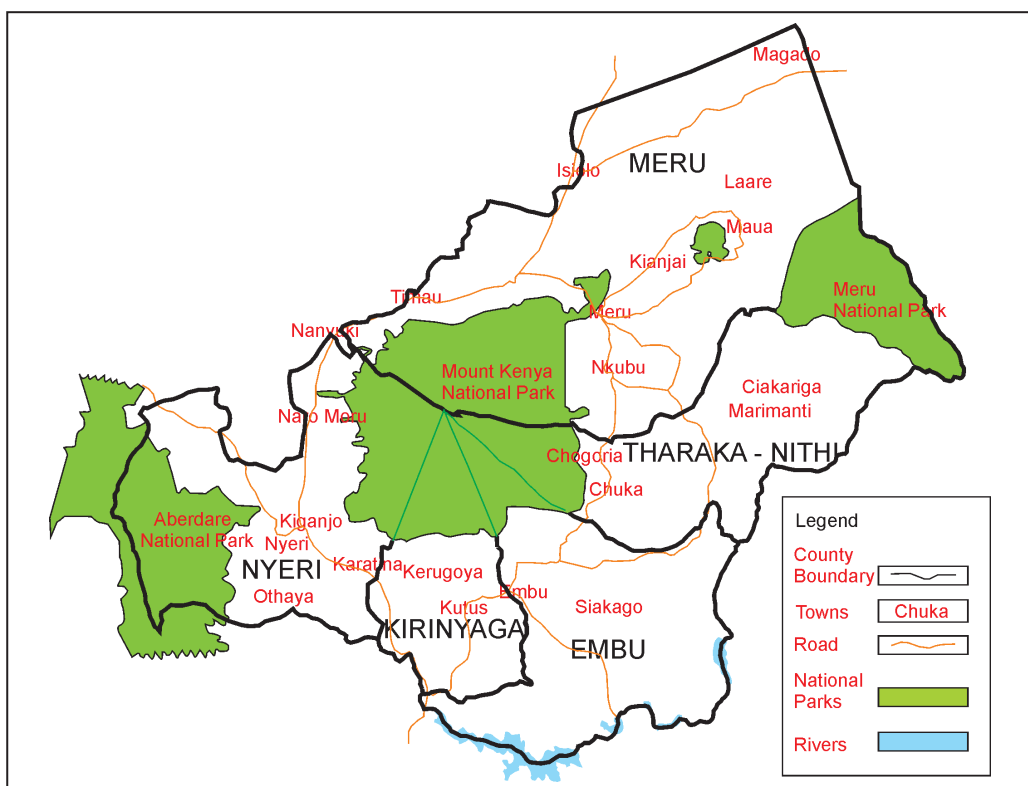 Magado
Isiolo
MERU
Laare
Maua
Kianjai
Timau
Meru
Meru
National Park
Nanyuki
Mount Kenya
National Park
Nkubu
Ciakariga
Marimanti
Naro Moru
Chogoria
THARAKA - NITHI
Chuka
Aberdare
National Park
Kiganjo
Nyeri
NYERI
Karatina
Kerugoya
Othaya
Kutus
Embu
Siakago
KIRINYAGA
EMBU
Legend
County
Boundary
Towns
Chuka
Road
National
Parks
Rivers